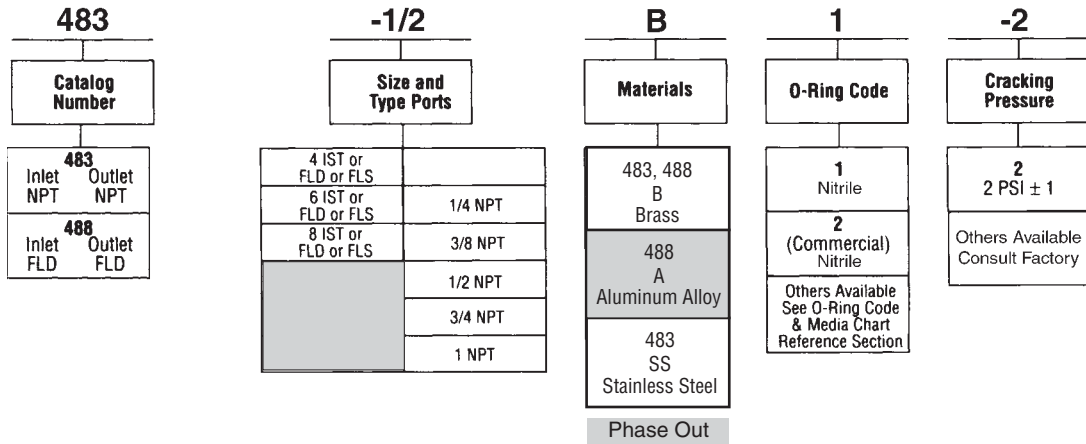 483 -1/2 B 1 -2
Catalog
Number
Size and
Type Ports
Materials
O-Ring Code
Cracking
Pressure
483
Inlet Outlet
NPT NPT
488
Inlet Outlet
FLD FLD
4 IST or
FLD or FLS
6 IST or
FLD or FLS
1/4 NPT
8 IST or
FLD or FLS
3/8 NPT
1/2 NPT
3/4 NPT
1 NPT
483, 488
B
Brass
488
A
Aluminum Alloy
483
SS
Stainless Steel
Phase Out
1
Nitrile
2
(Commercial)
Nitrile
Others Available
See O-Ring Code
& Media Chart
Reference Section
2
2 PSI ± 1
Others Available
Consult Factory